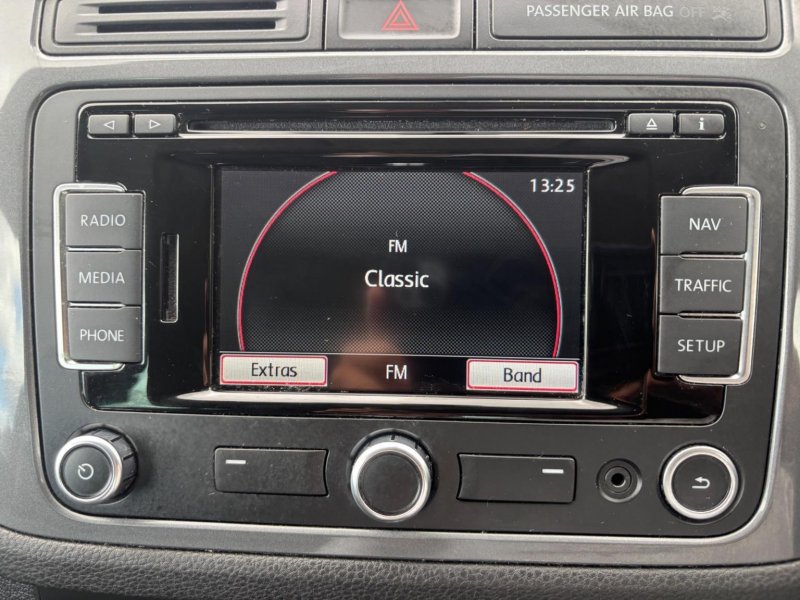 PASSENGER AIR BAG OFF
i
13:25
RADIO
NAV
FM
MEDIA
Classic
TRAFFIC
PHONE
SETUP
Extras
FM
Band